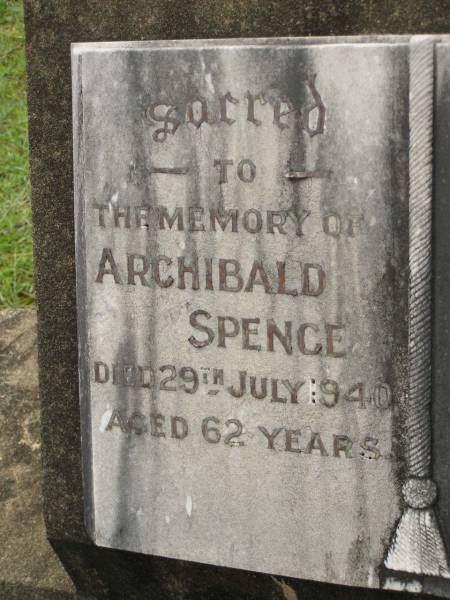 Sacred
— TO —
THE MEMORY OF
ARCHIBALD
SPENCE
DIED 29TH JULY 1940
AGED 62 YEARS.